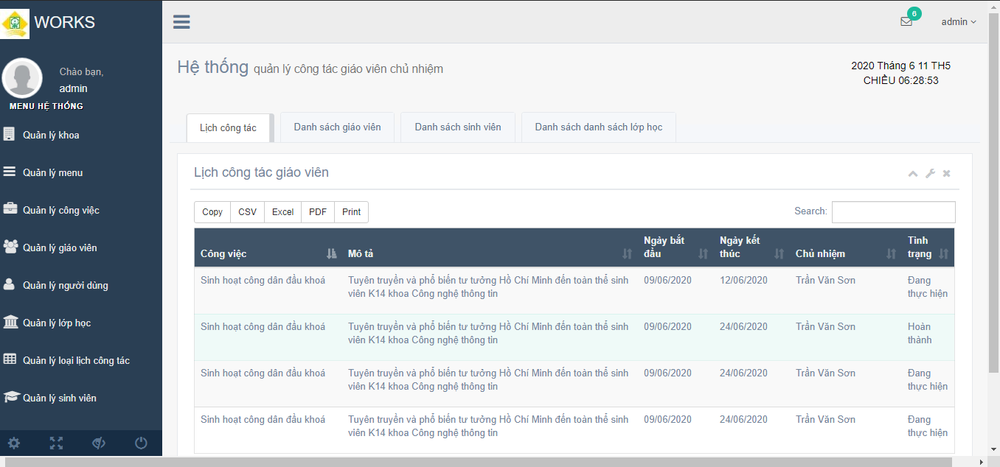 WORKS
Chào bạn,
admin
MENU HỆ THỐNG
Quản lý khoa
Quản lý menu
Quản lý công việc
Quản lý giáo viên
Quản lý người dùng
Quản lý lớp học
Quản lý loại lịch công tác
Quản lý sinh viên
6
admin
Hệ thống quản lý công tác giáo viên chủ nhiệm
2020 Tháng 6 11 TH5
CHIỀU 06:28:53
Lịch công tác
Danh sách giáo viên
Danh sách sinh viên
Danh sách danh sách lớp học
Lịch công tác giáo viên
Copy CSV Excel PDF Print
Search:
Công việc Mô tả Ngày bắt đầu Ngày kết thúc Chủ nhiệm Tình trạng
Sinh hoạt công dân đầu khoá Tuyên truyền và phổ biến tư tưởng Hồ Chí Minh đến toàn thể sinh 09/06/2020 12/06/2020 Trần Văn Sơn Đang
viên K14 khoa Công nghệ thông tin thực hiện
Sinh hoạt công dân đầu khoá Tuyên truyền và phổ biến tư tưởng Hồ Chí Minh đến toàn thể sinh 09/06/2020 24/06/2020 Trần Văn Sơn Hoàn
viên K14 khoa Công nghệ thông tin thành
Sinh hoạt công dân đầu khoá Tuyên truyền và phổ biến tư tưởng Hồ Chí Minh đến toàn thể sinh 09/06/2020 24/06/2020 Trần Văn Sơn Đang
viên K14 khoa Công nghệ thông tin thực hiện
Sinh hoạt công dân đầu khoá Tuyên truyền và phổ biến tư tưởng Hồ Chí Minh đến toàn thể sinh 09/06/2020 24/06/2020 Trần Văn Sơn Đang
viên K14 khoa Công nghệ thông tin thực hiện